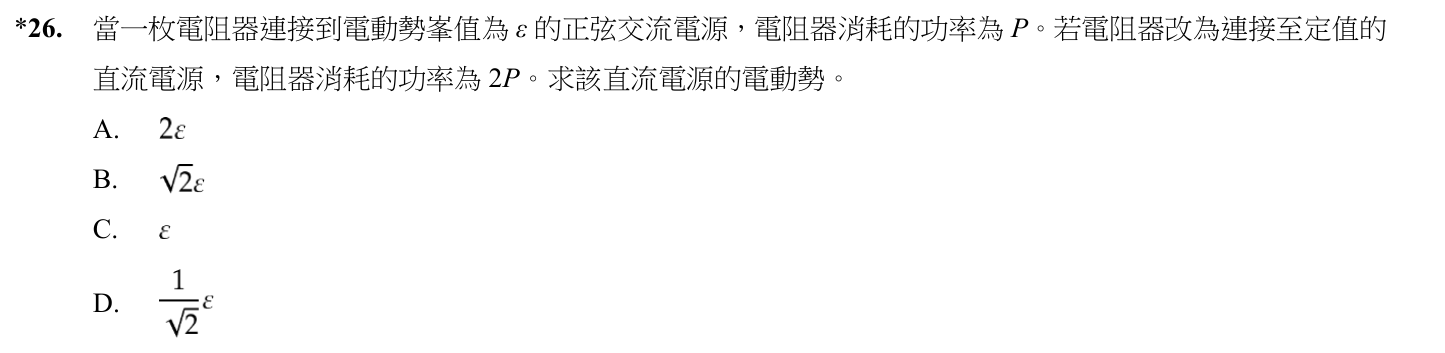 *26. 當一枚電阻器連接到電動勢峯值為 ε 的正弦交流電源，電阻器消耗的功率為 P。若電阻器改為連接至定值的
直流電源，電阻器消耗的功率為 2P。求該直流電源的電動勢。
A. 2ε
B. √2ε
C. ε
D. 1/√2 ε